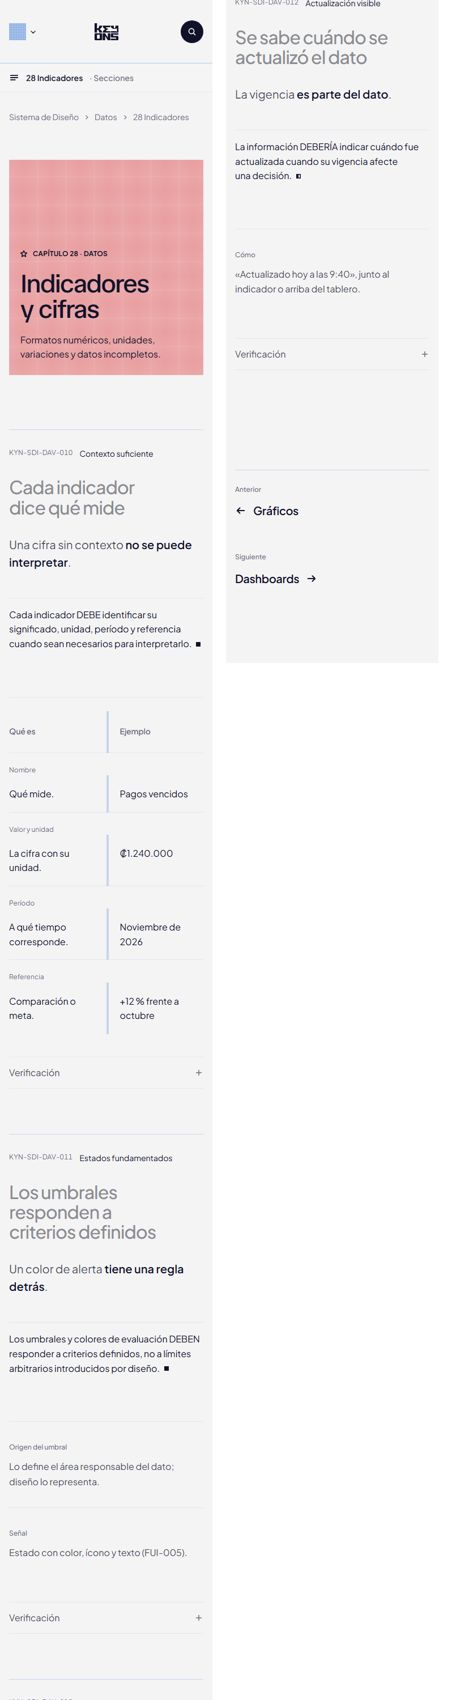 KEY
ONS
28 Indicadores · Secciones
Sistema de Diseño > Datos > 28 Indicadores
CAPÍTULO 28 · DATOS
Indicadores
y cifras
Formatos numéricos, unidades,
variaciones y datos incompletos.
KYN-SDI-DAV-010 Contexto suficiente
Cada indicador
dice qué mide
Una cifra sin contexto no se puede
interpretar.
Cada indicador DEBE identificar su
significado, unidad, período y referencia
cuando sean necesarios para interpretarlo.
Qué es
Ejemplo
Nombre
Qué mide.
Pagos vencidos
Valor y unidad
La cifra con su
unidad.
₡1.240.000
Período
A qué tiempo
corresponde.
Noviembre de
2026
Referencia
Comparación o
meta.
+12 % frente a
octubre
Verificación +
KYN-SDI-DAV-011 Estados fundamentados
Los umbrales
responden a
criterios definidos
Un color de alerta tiene una regla
detrás.
Los umbrales y colores de evaluación DEBEN
responder a criterios definidos, no a límites
arbitrarios introducidos por diseño.
Origen del umbral
Lo define el área responsable del dato;
diseño lo representa.
Señal
Estado con color, ícono y texto (FUI-005).
Verificación +
KYN-SDI-DAV-012 Actualización visible
Se sabe cuándo se
actualizó el dato
La vigencia es parte del dato.
La información DEBERÍA indicar cuándo fue
actualizada cuando su vigencia afecte
una decisión.
Cómo
«Actualizado hoy a las 9:40», junto al
indicador o arriba del tablero.
Verificación +
Anterior
← Gráficos
Siguiente
Dashboards →